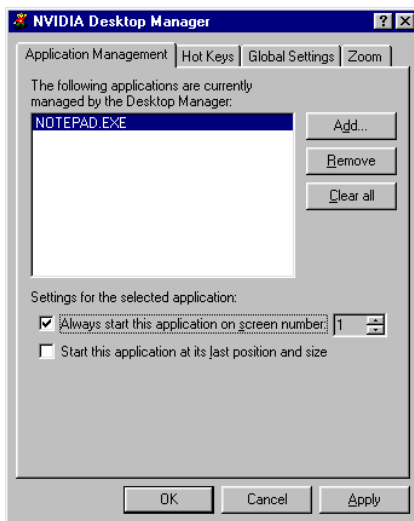 NVIDIA Desktop Manager
Application Management Hot Keys Global Settings Zoom
The following applications are currently
managed by the Desktop Manager:
NOTEPAD.EXE
Add...
Remove
Clear all
Settings for the selected application:
Always start this application on screen number: 1
Start this application at its last position and size
OK Cancel Apply